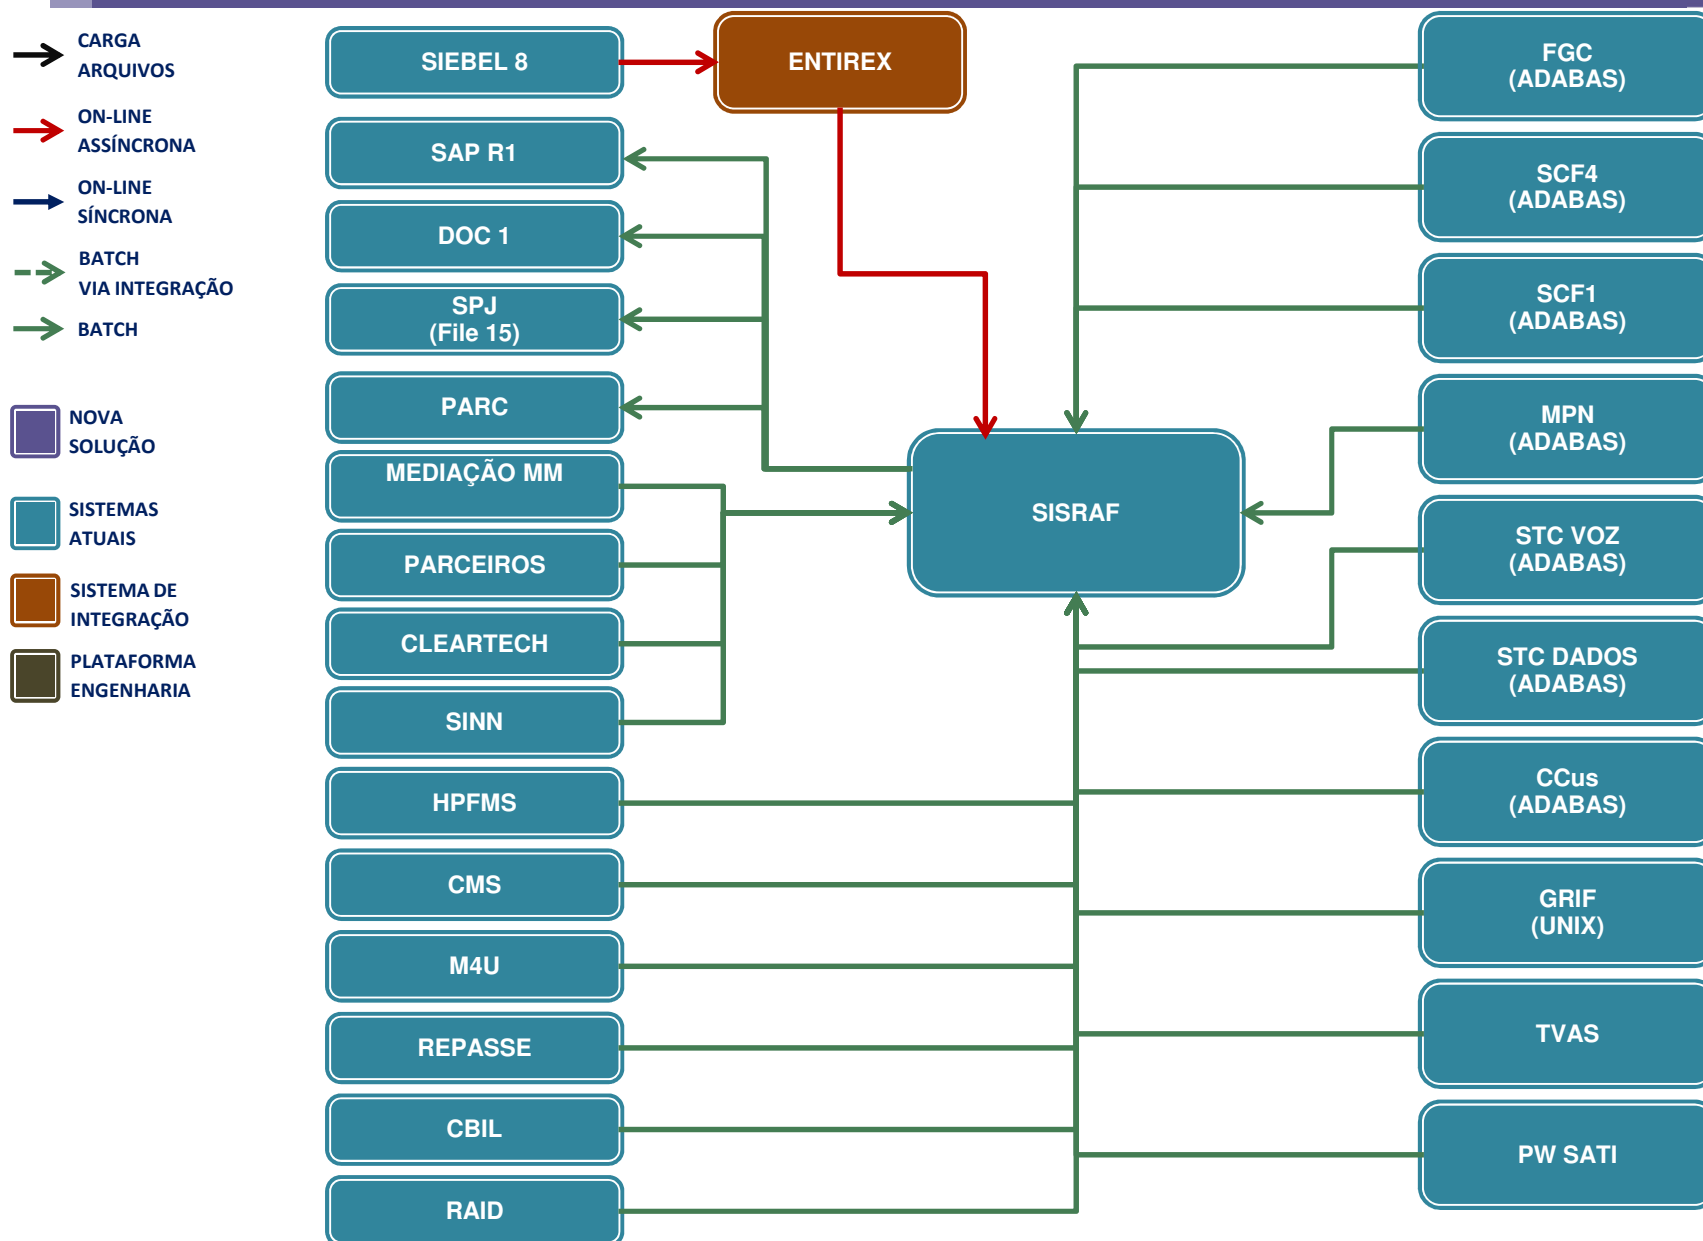 CARGA
ARQUIVOS
ON-LINE
ASSÍNCRONA
ON-LINE
SÍNCRONA
BATCH
VIA INTEGRAÇÃO
BATCH
NOVA
SOLUÇÃO
SISTEMAS
ATUAIS
SISTEMA DE
INTEGRAÇÃO
PLATAFORMA
ENGENHARIA
SIEBEL 8
SAP R1
DOC 1
SPJ
(File 15)
PARC
MEDIAÇÃO MM
PARCEIROS
CLEARTECH
SINN
HPFMS
CMS
M4U
REPASSE
CBIL
RAID
ENTIREX
SISRAF
FGC
(ADABAS)
SCF4
(ADABAS)
SCF1
(ADABAS)
MPN
(ADABAS)
STC VOZ
(ADABAS)
STC DADOS
(ADABAS)
CCus
(ADABAS)
GRIF
(UNIX)
TVAS
PW SATI